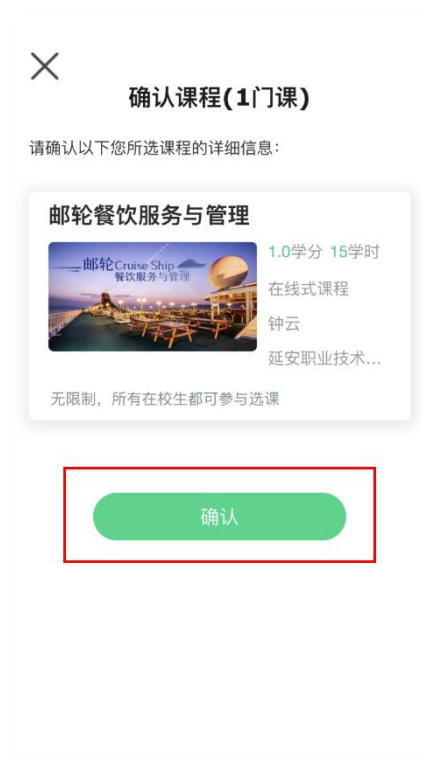 确认课程(1门课)
请确认以下您所选课程的详细信息：
邮轮餐饮服务与管理
邮轮Cruise Ship
餐饮服务与管理
1.0学分 15学时
在线式课程
钟云
延安职业技术...
无限制，所有在校生都可参与选课
确认